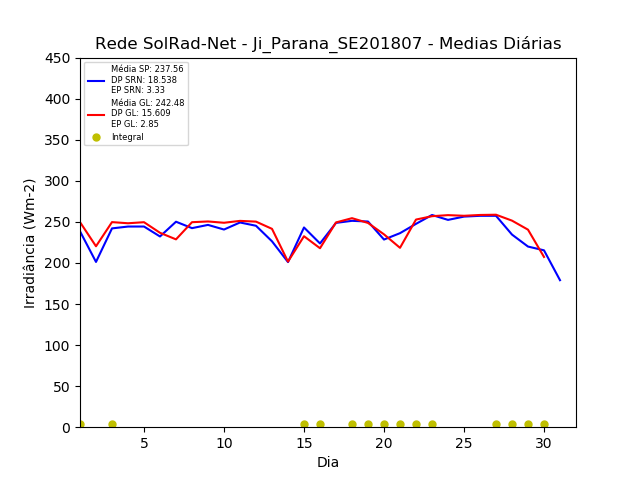 Rede SolRad-Net - Ji_Parana_SE201807 - Medias Diárias
450
400
350
300
250
200
150
100
50
0
Irradiância (Wm-2)
Média SP: 237.56
DP SRN: 18.538
EP SRN: 3.33
Média GL: 242.48
DP GL: 15.609
EP GL: 2.85
Integral
5 10 15 20 25 30
Dia